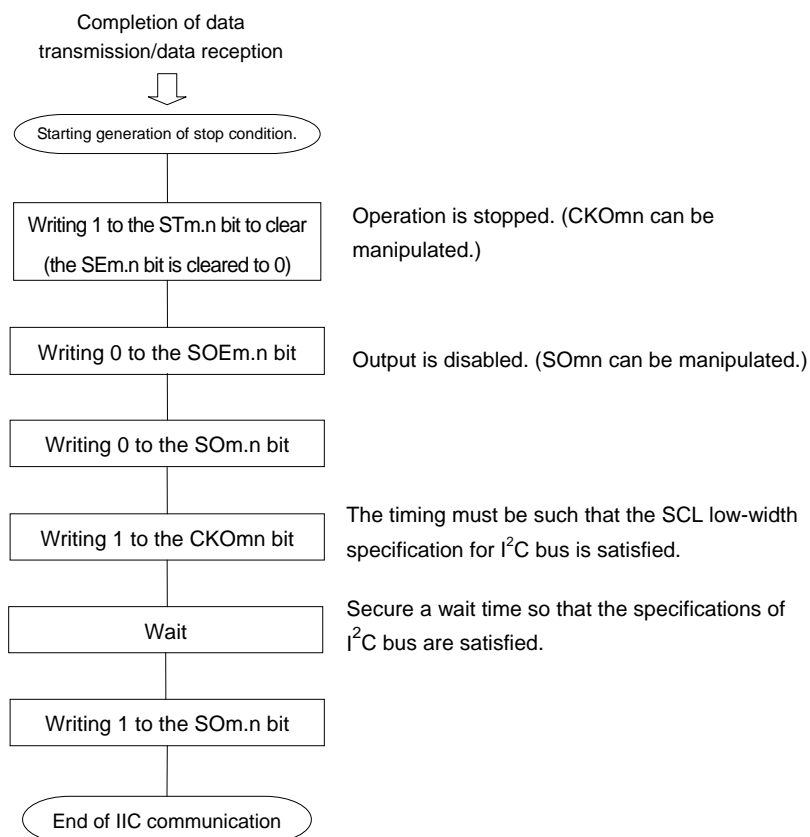 Completion of data
transmission/data reception
Starting generation of stop condition.
Writing 1 to the STm.n bit to clear
(the SEm.n bit is cleared to 0)
Operation is stopped. (CKOmn can be
manipulated.)
Writing 0 to the SOEm.n bit
Output is disabled. (SOmn can be manipulated.)
Writing 0 to the SOm.n bit
Writing 1 to the CKOmn bit
The timing must be such that the SCL low-width
specification for I²C bus is satisfied.
Wait
Secure a wait time so that the specifications of
I²C bus are satisfied.
Writing 1 to the SOm.n bit
End of IIC communication